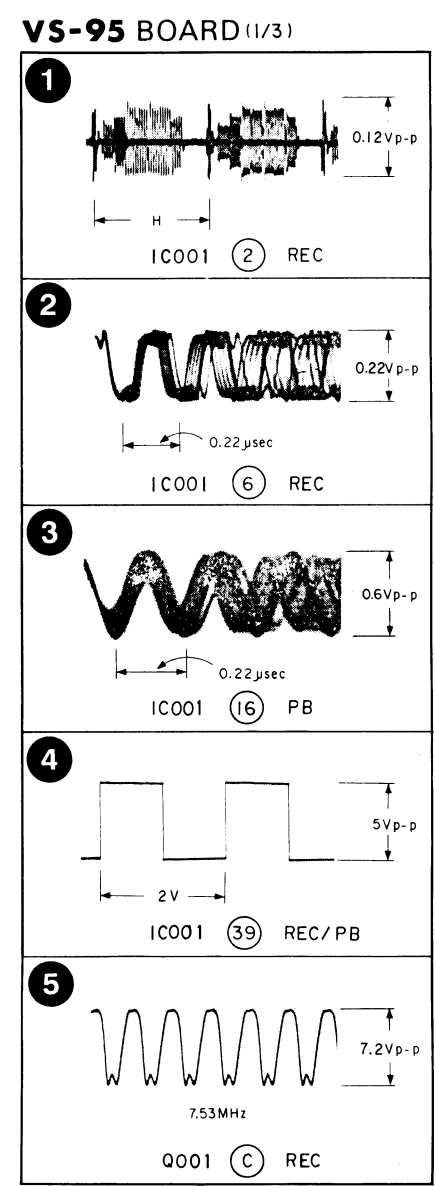 VS-95 BOARD (1/3)
1
0.12Vp-p
H
IC001 2 REC
2
0.22Vp-p
0.22μsec
IC001 6 REC
3
0.6Vp-p
0.22μsec
IC001 16 PB
4
5Vp-p
2V
IC001 39 REC/PB
5
7.2Vp-p
7.53MHz
Q001 C REC